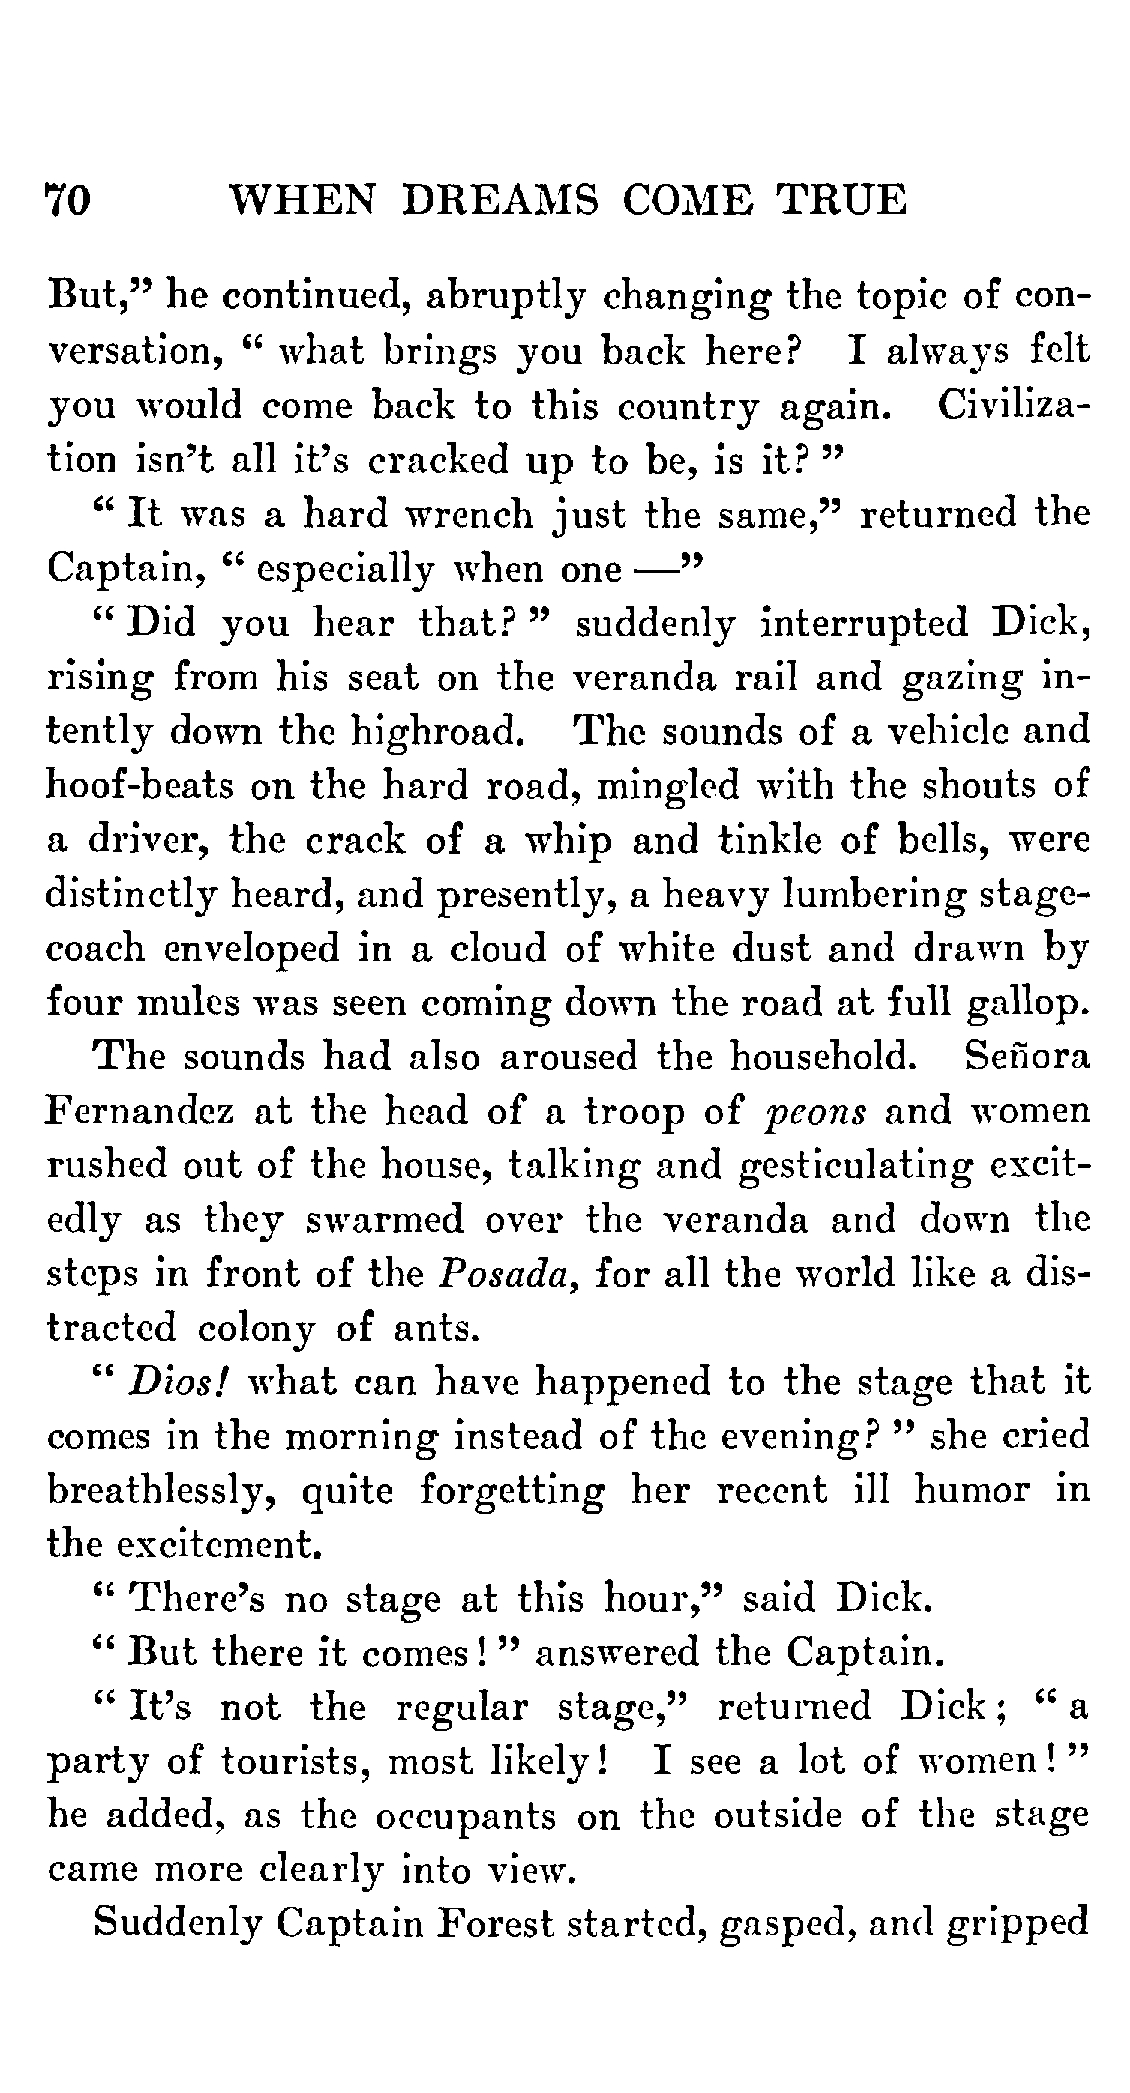 70 WHEN DREAMS COME TRUE
But,” he continued, abruptly changing the topic of con-
versation, “ what brings you back here? I always felt
you would come back to this country again. Civiliza-
tion isn’t all it’s cracked up to be, is it? ”
“ It was a hard wrench just the same,” returned the
Captain, “ especially when one —”
“ Did you hear that? ” suddenly interrupted Dick,
rising from his seat on the veranda rail and gazing in-
tently down the highroad. The sounds of a vehicle and
hoof-beats on the hard road, mingled with the shouts of
a driver, the crack of a whip and tinkle of bells, were
distinctly heard, and presently, a heavy lumbering stage-
coach enveloped in a cloud of white dust and drawn by
four mules was seen coming down the road at full gallop.
The sounds had also aroused the household. Señora
Fernandez at the head of a troop of peons and women
rushed out of the house, talking and gesticulating excit-
edly as they swarmed over the veranda and down the
steps in front of the Posada, for all the world like a dis-
tracted colony of ants.
“ Dios! what can have happened to the stage that it
comes in the morning instead of the evening? ” she cried
breathlessly, quite forgetting her recent ill humor in
the excitement.
“ There’s no stage at this hour,” said Dick.
“ But there it comes! ” answered the Captain.
“ It’s not the regular stage,” returned Dick; “ a
party of tourists, most likely! I see a lot of women! ”
he added, as the occupants on the outside of the stage
came more clearly into view.
Suddenly Captain Forest started, gasped, and gripped